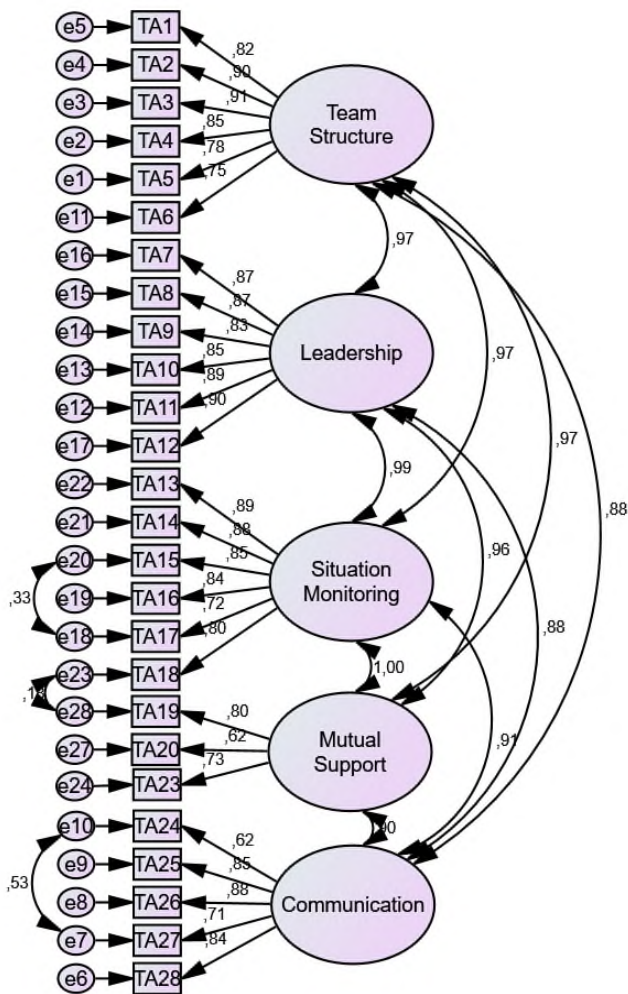 e5 TA1
,82
e4 TA2
,90
e3 TA3
,91
Team
Structure
e2 TA4
,85
e1 TA5
,78
e11 TA6
,75
e16 TA7
,97
e15 TA8
,87
e14 TA9
,87
e13 TA10
,83
Leadership
,97
e12 TA11
,85
e17 TA12
,89
,90
,97
e22 TA13
,99
e21 TA14
,89
,88
e20 TA15
,88
,85
,96
Situation
Monitoring
e19 TA16
,84
,33
e18 TA17
,72
,80
,88
e23 TA18
1,00
e28 TA19
,80
e27 TA20
,62
Mutual
Support
,91
e24 TA23
,73
e10 TA24
,90
,62
e9 TA25
,85
,53
e8 TA26
,88
Communication
e7 TA27
,71
,84
e6 TA28